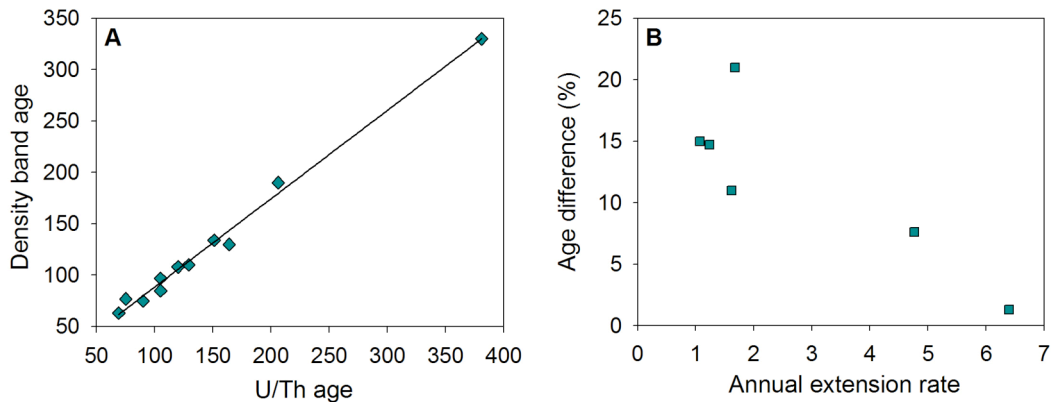 A
350
300
250
200
150
100
50
Density band age
50 100 150 200 250 300 350 400
U/Th age
B
25
20
15
10
5
0
Age difference (%)
0 1 2 3 4 5 6 7
Annual extension rate